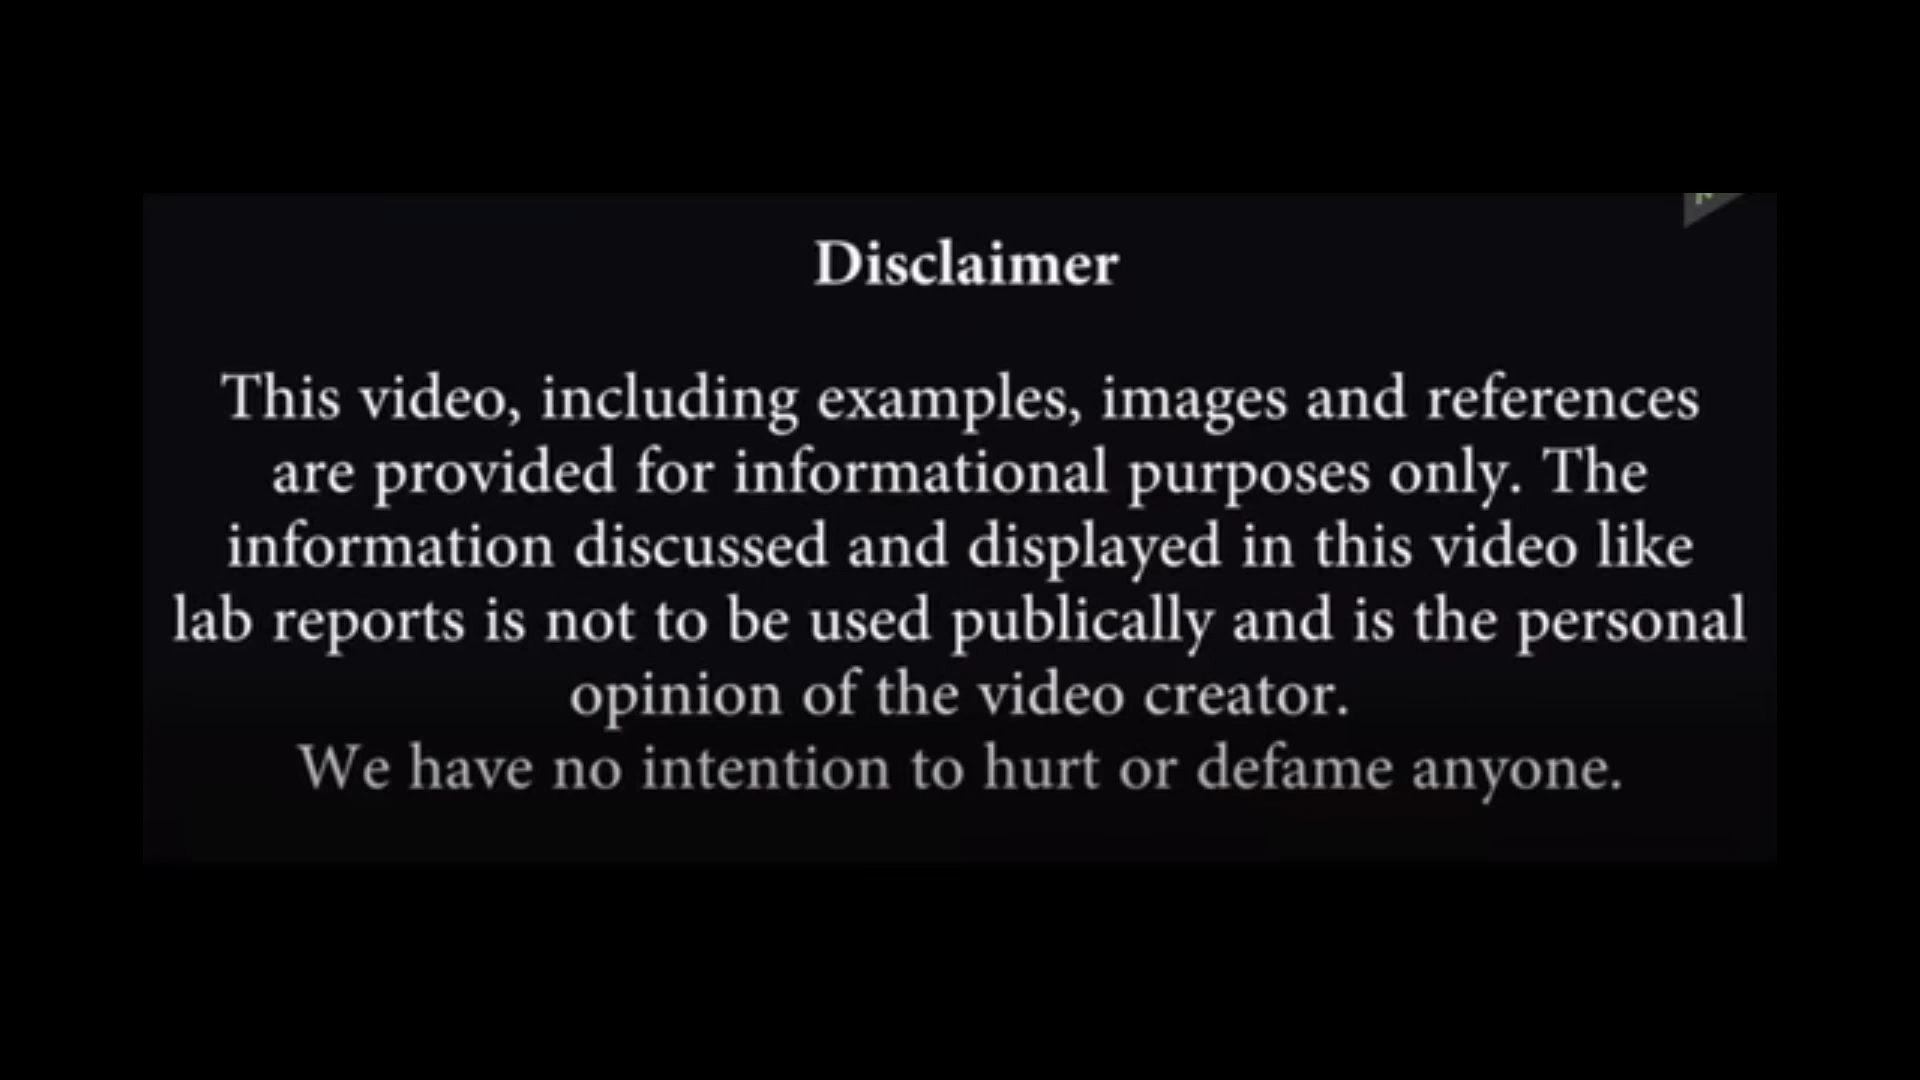 Disclaimer
This video, including examples, images and references
are provided for informational purposes only. The
information discussed and displayed in this video like
lab reports is not to be used publically and is the personal
opinion of the video creator.
We have no intention to hurt or defame anyone.